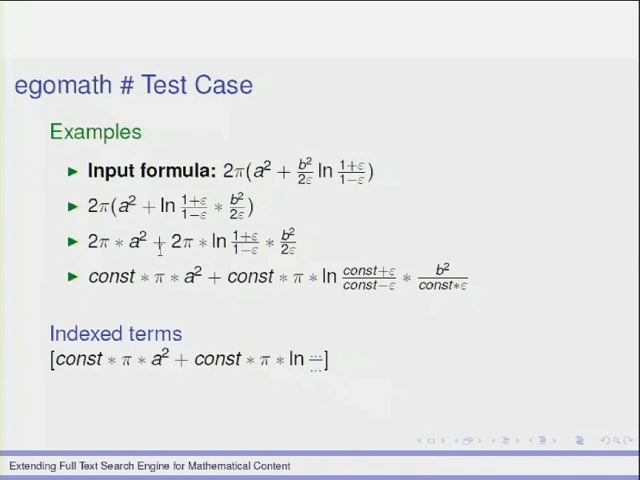 egomath # Test Case
Examples
▶ Input formula: 2π(a² + b²/2ε ln 1+ε/1−ε)
▶ 2π(a² + ln 1+ε/1−ε ∗ b²/2ε)
▶ 2π ∗ a² + 2π ∗ ln 1+ε/1−ε ∗ b²/2ε
▶ const ∗ π ∗ a² + const ∗ π ∗ ln const+ε/const−ε ∗ b²/const∗ε
Indexed terms
[const ∗ π ∗ a² + const ∗ π ∗ ln .../...]
Extending Full Text Search Engine for Mathematical Content